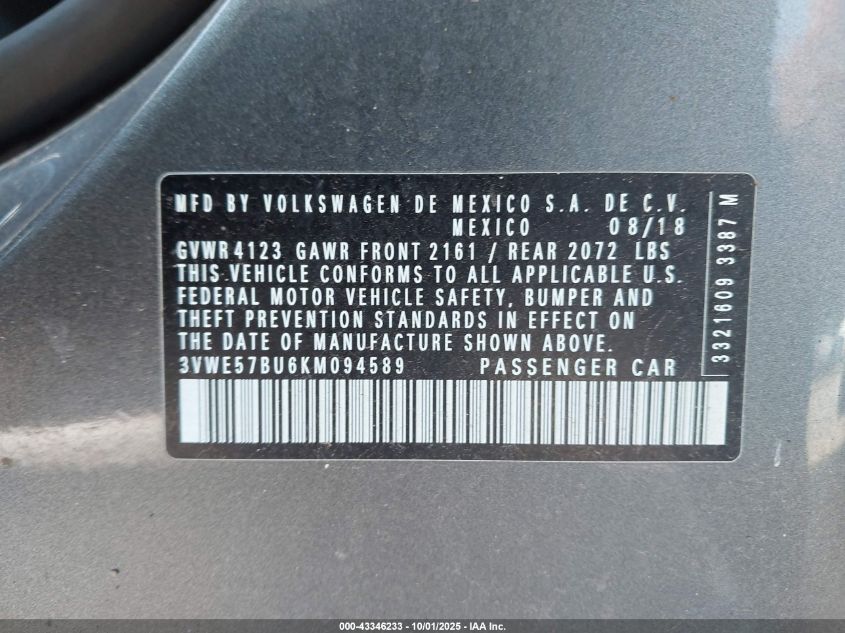 MFD BY VOLKSWAGEN DE MEXICO S.A. DE C.V.
MEXICO 08/18
GVWR 4123 GAWR FRONT 2161 / REAR 2072 LBS
THIS VEHICLE CONFORMS TO ALL APPLICABLE U.S.
FEDERAL MOTOR VEHICLE SAFETY, BUMPER AND
THEFT PREVENTION STANDARDS IN EFFECT ON
THE DATE OF MANUFACTURE SHOWN ABOVE.
3VWE57BU6KM094589 PASSENGER CAR
3321609 3387 M
000-43346233 - 10/01/2025 - IAA Inc.